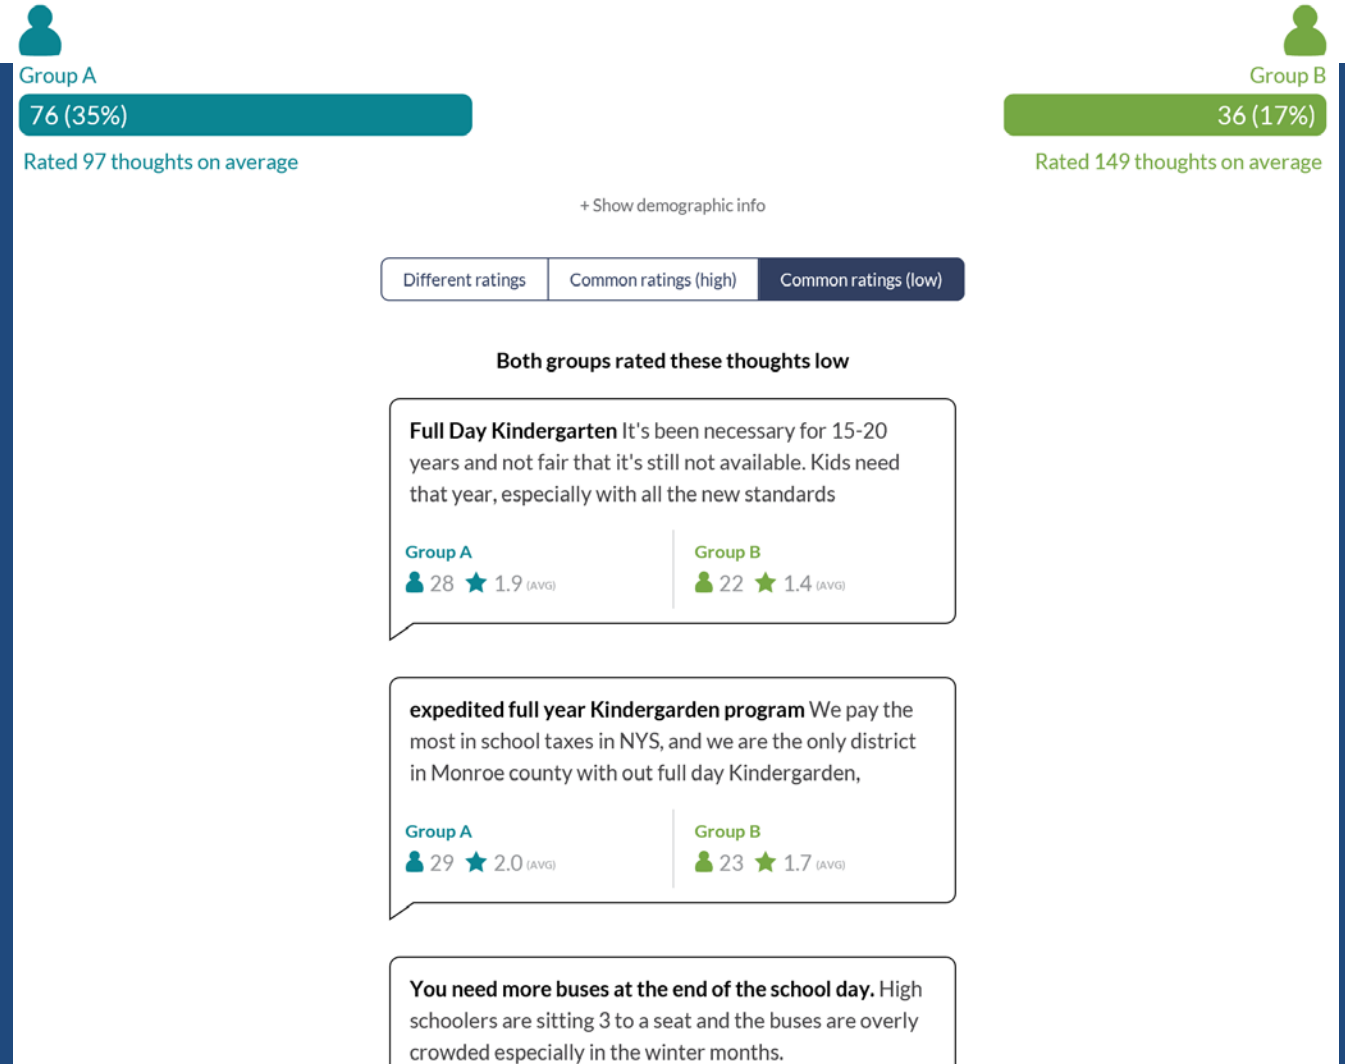 Group A
Group B
76 (35%)
36 (17%)
Rated 97 thoughts on average
Rated 149 thoughts on average
+ Show demographic info
Different ratings
Common ratings (high)
Common ratings (low)
Both groups rated these thoughts low
Full Day Kindergarten It's been necessary for 15-20
years and not fair that it's still not available. Kids need
that year, especially with all the new standards
Group A
28 1.9 (AVG)
Group B
22 1.4 (AVG)
expedited full year Kindergarden program We pay the
most in school taxes in NYS, and we are the only district
in Monroe county with out full day Kindergarden,
Group A
29 2.0 (AVG)
Group B
23 1.7 (AVG)
You need more buses at the end of the school day. High
schoolers are sitting 3 to a seat and the buses are overly
crowded especially in the winter months.